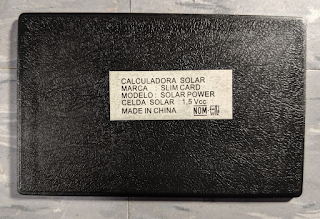 CALCULADORA SOLAR
MARCA : SLIM CARD
MODELO : SOLAR POWER
CELDA SOLAR : 1,5 Vcc
MADE IN CHINA NOM